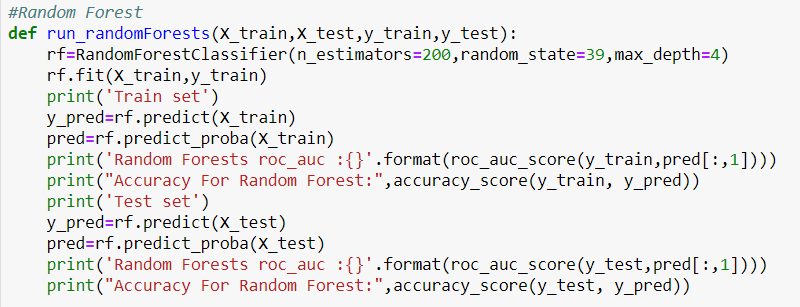 #Random Forest
def run_randomForests(X_train,X_test,y_train,y_test):
    rf=RandomForestClassifier(n_estimators=200,random_state=39,max_depth=4)
    rf.fit(X_train,y_train)
    print('Train set')
    y_pred=rf.predict(X_train)
    pred=rf.predict_proba(X_train)
    print('Random Forests roc_auc :{}'.format(roc_auc_score(y_train,pred[:,1])))
    print("Accuracy For Random Forest:",accuracy_score(y_train, y_pred))
    print('Test set')
    y_pred=rf.predict(X_test)
    pred=rf.predict_proba(X_test)
    print('Random Forests roc_auc :{}'.format(roc_auc_score(y_test,pred[:,1])))
    print("Accuracy For Random Forest:",accuracy_score(y_test, y_pred))